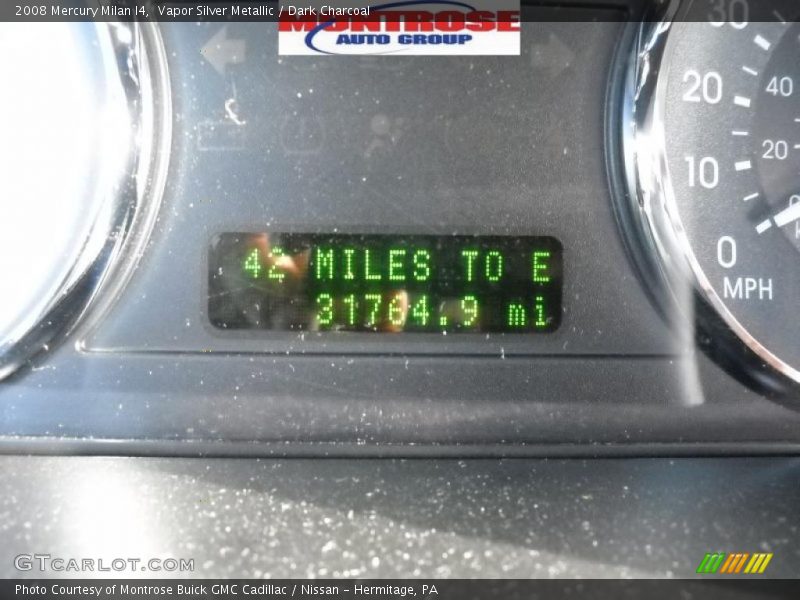 2008 Mercury Milan I4,  Vapor Silver Metallic / Dark Charcoal
MONTROSE
AUTO GROUP
42 MILES TO E
31764.9 mi
30
20
10
0
MPH
40
20
0
GTcarlot.com
Photo Courtesy of Montrose Buick GMC Cadillac / Nissan – Hermitage, PA